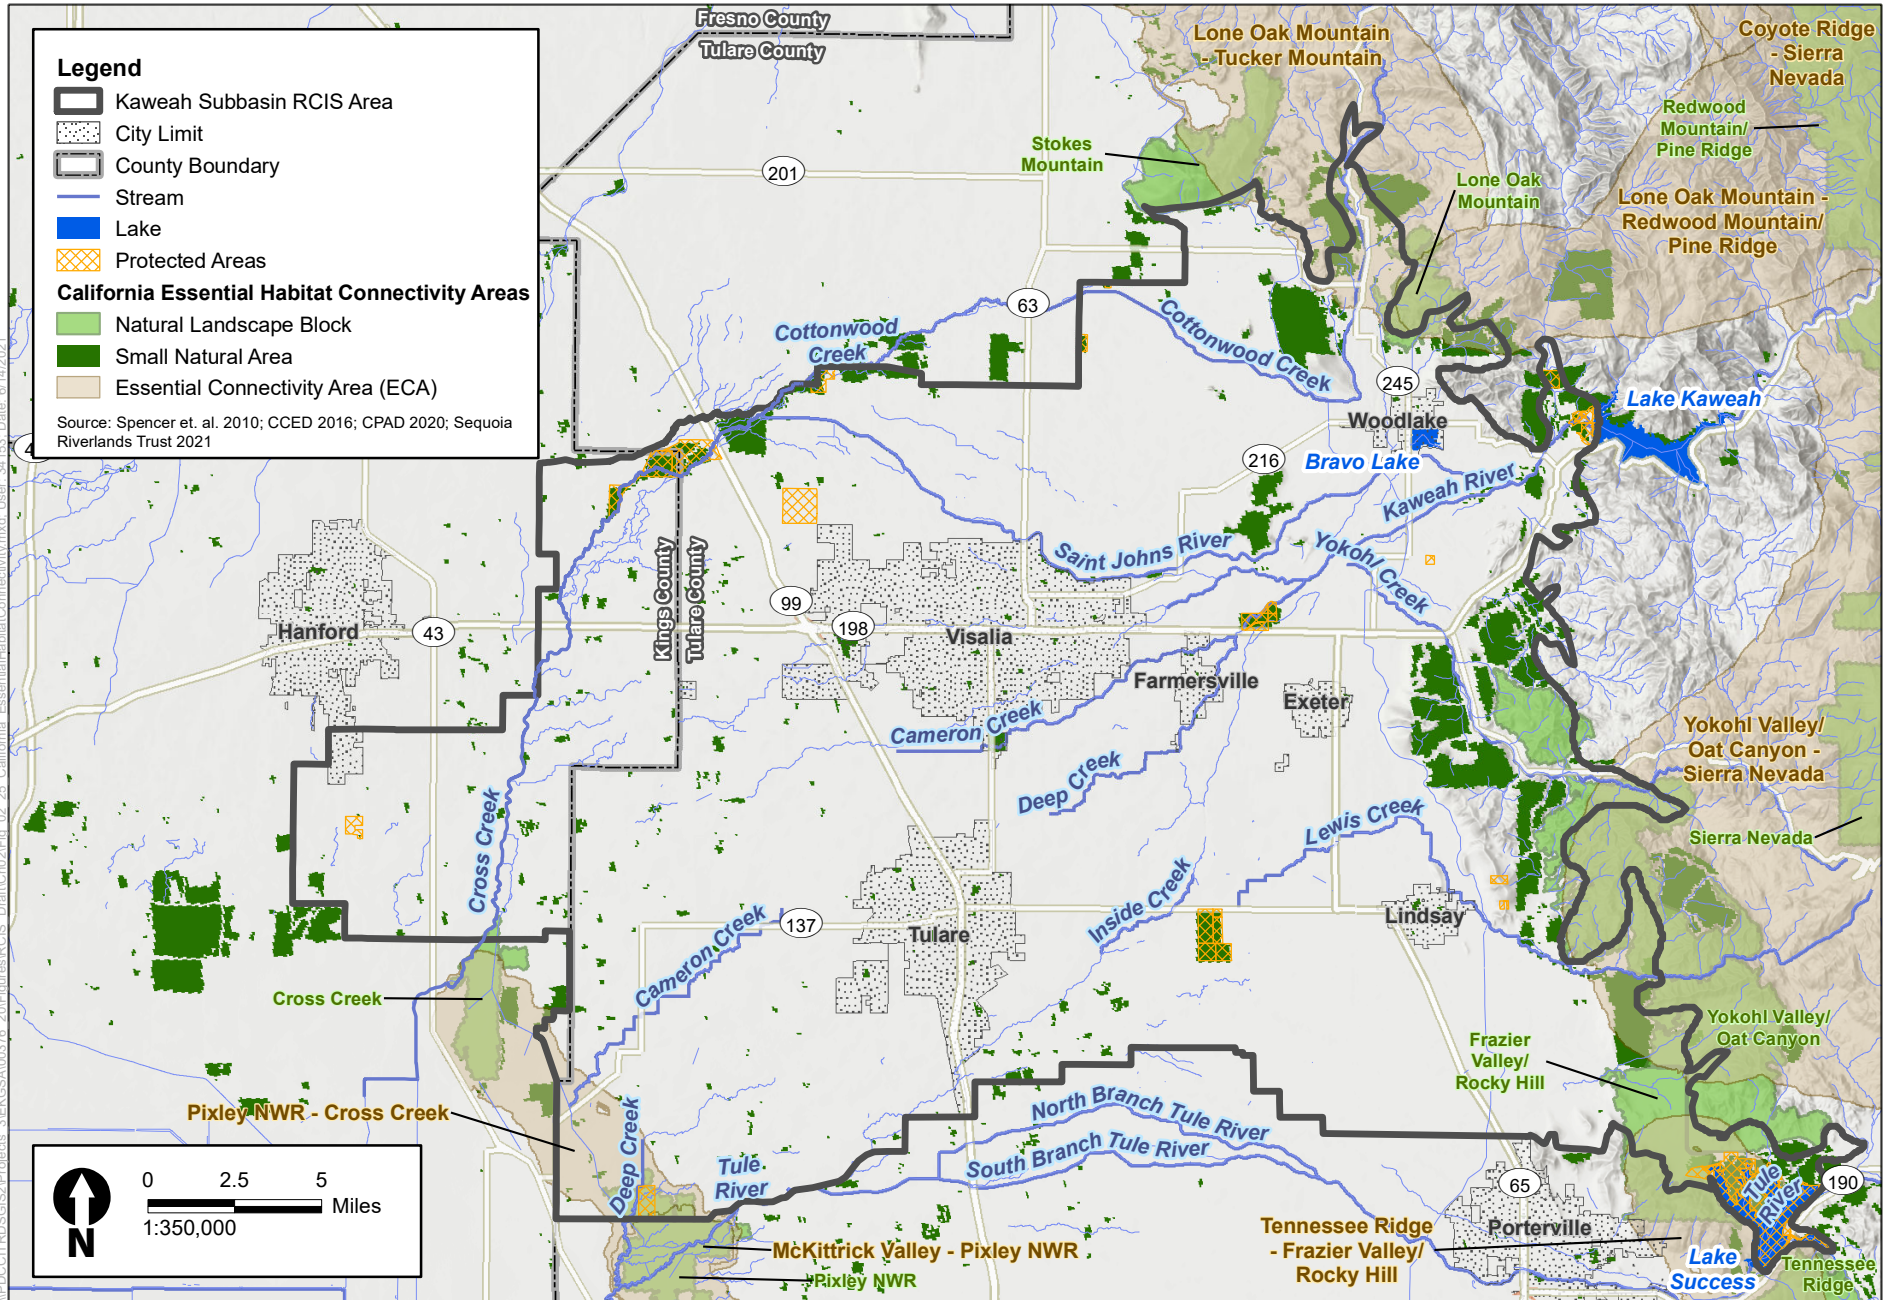 Legend
Kaweah Subbasin RCIS Area
City Limit
County Boundary
Stream
Lake
Protected Areas
California Essential Habitat Connectivity Areas
Natural Landscape Block
Small Natural Area
Essential Connectivity Area (ECA)
Source: Spencer et. al. 2010; CCED 2016; CPAD 2020; Sequoia
Riverlands Trust 2021
Fresno County
Tulare County
Lone Oak Mountain
- Tucker Mountain
Coyote Ridge
- Sierra
Nevada
Redwood
Mountain/
Pine Ridge
Stokes
Mountain
201
Lone Oak
Mountain
Lone Oak Mountain -
Redwood Mountain/
Pine Ridge
63
Cottonwood
Creek
Cottonwood Creek
245
Lake Kaweah
Woodlake
216
Bravo Lake
Kaweah River
Saint Johns River
Yokohl Creek
Kings County
Tulare County
99
198
Hanford
43
Visalia
Farmersville
Exeter
Cameron Creek
Yokohl Valley/
Oat Canyon -
Sierra Nevada
Deep Creek
Cross Creek
Lewis Creek
Sierra Nevada
Inside Creek
Lindsay
137
Tulare
Cameron Creek
Cross Creek
Yokohl Valley/
Oat Canyon
Frazier
Valley/
Rocky Hill
Pixley NWR - Cross Creek
Deep Creek
North Branch Tule River
South Branch Tule River
Tule
River
Tule
River
190
65
Porterville
Tennessee Ridge
- Frazier Valley/
Rocky Hill
McKittrick Valley - Pixley NWR
Pixley NWR
Lake
Success
Tennessee
Ridge
0 2.5 5
Miles
1:350,000
N